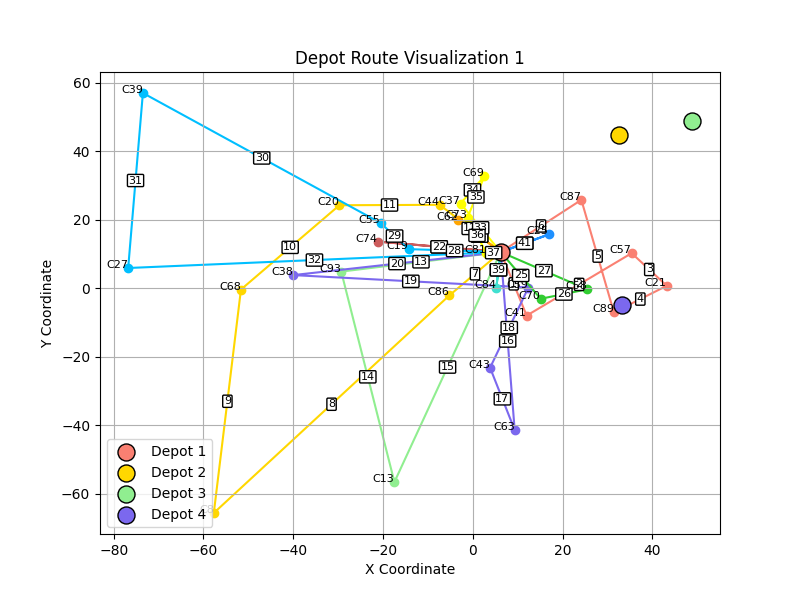 Depot Route Visualization 1
60
40
20
0
−20
−40
−60
−80
−60
−40
−20
0
20
40
Y Coordinate
X Coordinate
C39
31
30
C69
34
35
C20
11
C44
C37
C87
C62
C73
C55
33
6
C28
C74
29
36
10
C19
22
28
C81
37
41
C57
5
32
C27
C93
20
13
39
27
3
C38
19
7
25
C21
C84
C68
C86
C70
26
4
C41
C89
18
16
C43
15
14
17
8
9
C63
C13
Depot 1
Depot 2
Depot 3
Depot 4